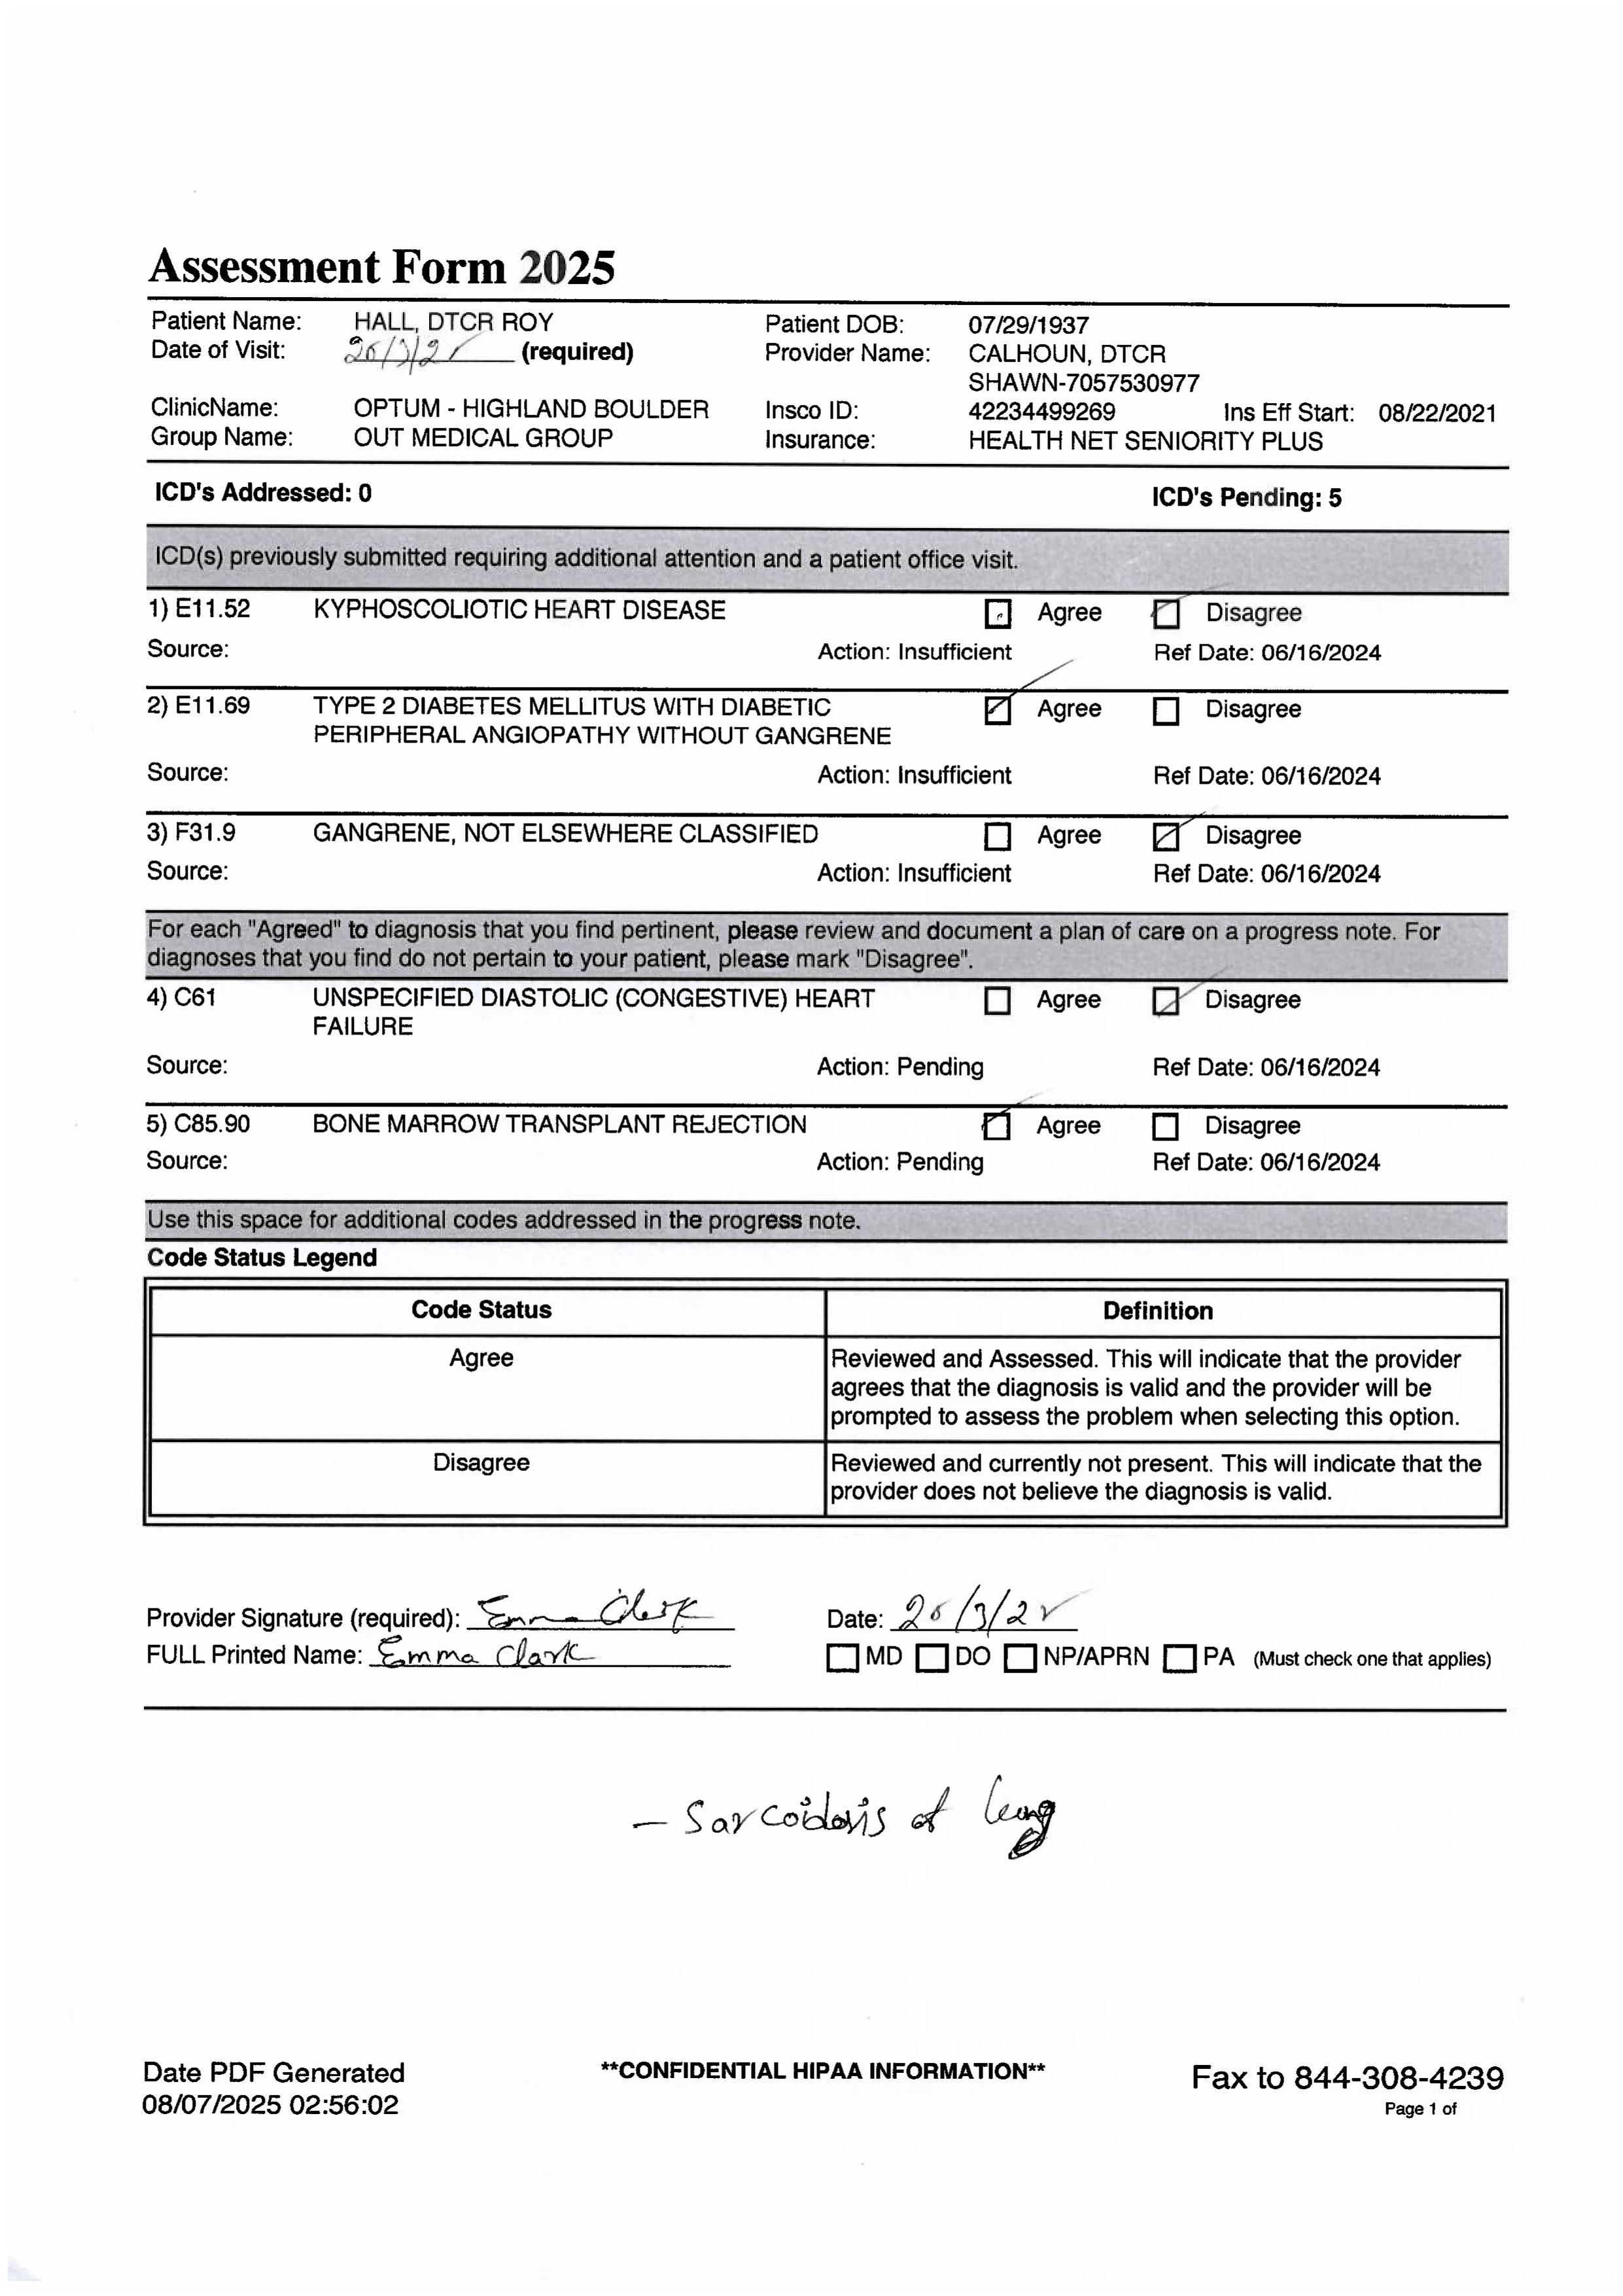 Assessment Form 2025
Patient Name: HALL, DTCR ROY Patient DOB: 07/29/1937
Date of Visit: (required) Provider Name: CALHOUN, DTCR
SHAWN-7057530977
ClinicName: OPTUM - HIGHLAND BOULDER Insco ID: 42234499269 Ins Eff Start: 08/22/2021
Group Name: OUT MEDICAL GROUP Insurance: HEALTH NET SENIORITY PLUS
ICD's Addressed: 0 ICD's Pending: 5
ICD(s) previously submitted requiring additional attention and a patient office visit.
1) E11.52 KYPHOSCOLIOTIC HEART DISEASE Agree Disagree
Source: Action: Insufficient Ref Date: 06/16/2024
2) E11.69 TYPE 2 DIABETES MELLITUS WITH DIABETIC Agree Disagree
PERIPHERAL ANGIOPATHY WITHOUT GANGRENE
Source: Action: Insufficient Ref Date: 06/16/2024
3) F31.9 GANGRENE, NOT ELSEWHERE CLASSIFIED Agree Disagree
Source: Action: Insufficient Ref Date: 06/16/2024
For each "Agreed" to diagnosis that you find pertinent, please review and document a plan of care on a progress note. For
diagnoses that you find do not pertain to your patient, please mark "Disagree".
4) C61 UNSPECIFIED DIASTOLIC (CONGESTIVE) HEART Agree Disagree
FAILURE
Source: Action: Pending Ref Date: 06/16/2024
5) C85.90 BONE MARROW TRANSPLANT REJECTION Agree Disagree
Source: Action: Pending Ref Date: 06/16/2024
Use this space for additional codes addressed in the progress note.
Code Status Legend
Code Status Definition
Agree Reviewed and Assessed. This will indicate that the provider
agrees that the diagnosis is valid and the provider will be
prompted to assess the problem when selecting this option.
Disagree Reviewed and currently not present. This will indicate that the
provider does not believe the diagnosis is valid.
Provider Signature (required): Emma Clark Date:
FULL Printed Name: Emma Clark MD DO NP/APRN PA (Must check one that applies)
- Sarcoidosis of lung
Date PDF Generated **CONFIDENTIAL HIPAA INFORMATION** Fax to 844-308-4239
08/07/2025 02:56:02 Page 1 of